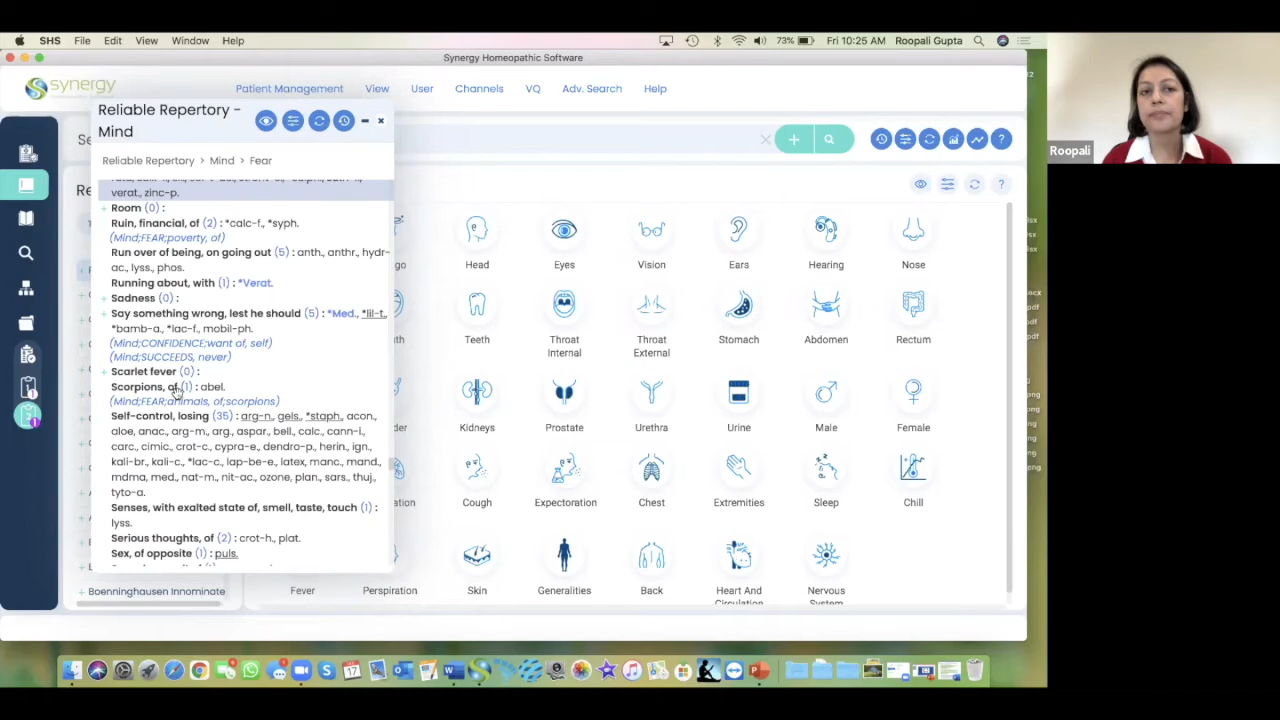 SHS File Edit View Window Help
73% Fri 10:25 AM Roopali Gupta
Synergy Homeopathic Software
synergy
Patient Management View User Channels VQ Adv. Search Help
Reliable Repertory -
Mind
Reliable Repertory > Mind > Fear
verat., zinc-p.
+ Room (0) :
Ruin, financial, of (2) : *calc-f., *syph.
(Mind;FEAR;poverty, of)
Run over of being, on going out (5) : anth., anthr., hydr-
ac., lyss., phos.
Running about, with (1) : *Verat.
+ Sadness (0) :
+ Say something wrong, lest he should (5) : *Med., *lil-t.,
*bamb-a., *lac-f., mobil-ph.
(Mind;CONFIDENCE;want of, self)
(Mind;SUCCEEDS, never)
+ Scarlet fever (0) :
Scorpions, of (1) : abel.
(Mind;FEAR;animals, of;scorpions)
Self-control, losing (35) : arg-n., gels., *staph., acon.,
aloe, anac., arg-m., arg., aspar., bell., calc., cann-i.,
carc., cimic., crot-c., cypra-e., dendro-p., herin., ign.,
kali-br., kali-c., *lac-c., lap-be-e., latex, manc., mand.,
mdma, med., nat-m., nit-ac., ozone, plan., sars., thuj.,
tyto-a.
Senses, with exalted state of, smell, taste, touch (1) :
lyss.
Serious thoughts, of (2) : crot-h., plat.
Sex, of opposite (1) : puls.
+ Boenninghausen Innominate
Head Eyes Vision Ears Hearing Nose
Teeth Throat Internal Throat External Stomach Abdomen Rectum
Kidneys Prostate Urethra Urine Male Female
Cough Expectoration Chest Extremities Sleep Chill
Fever Perspiration Skin Generalities Back Heart And Circulation Nervous System
Roopali